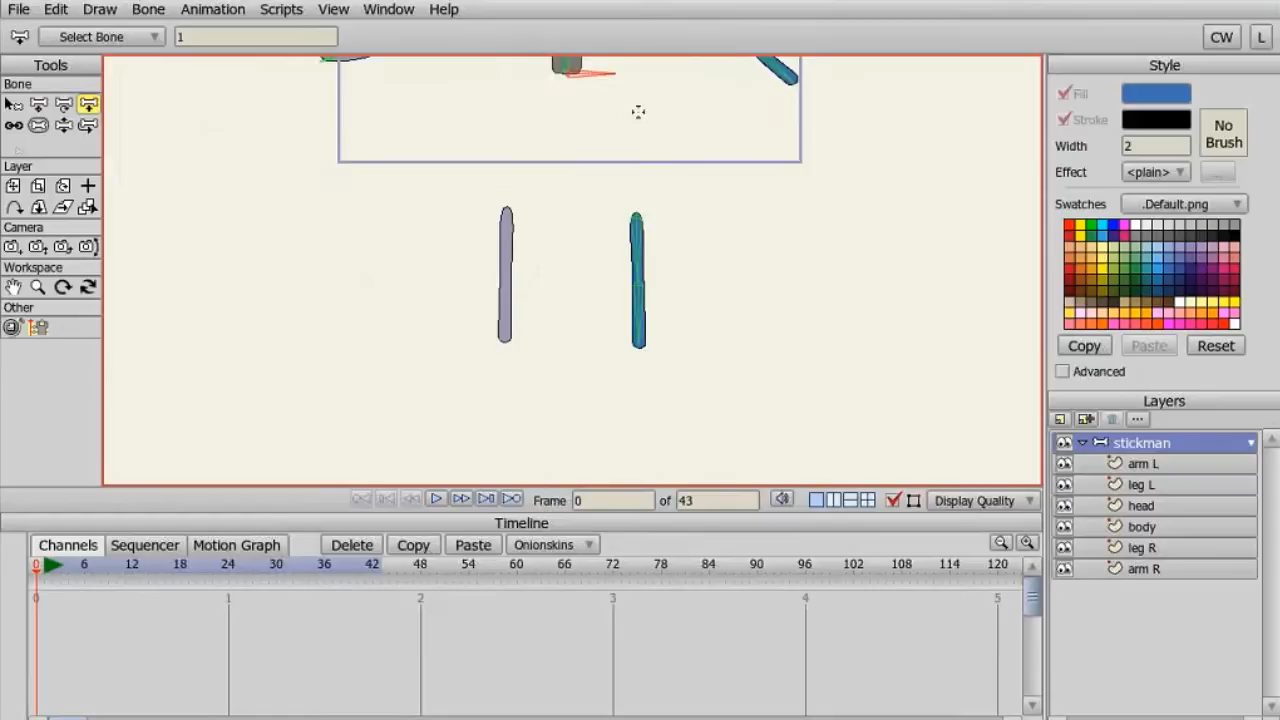 File Edit Draw Bone Animation Scripts View Window Help
Select Bone 1 CW L
Tools
Bone
Layer
Camera
Workspace
Other
Style
Fill
Stroke
No Brush
Width 2
Effect <plain> ...
Swatches .Default.png
Copy Paste Reset
Advanced
Layers
...
stickman
arm L
leg L
head
body
leg R
arm R
Frame 0 of 43 Display Quality
Timeline
Channels Sequencer Motion Graph Delete Copy Paste Onionskins
0 6 12 18 24 30 36 42 48 54 60 66 72 78 84 90 96 102 108 114 120
0 1 2 3 4 5